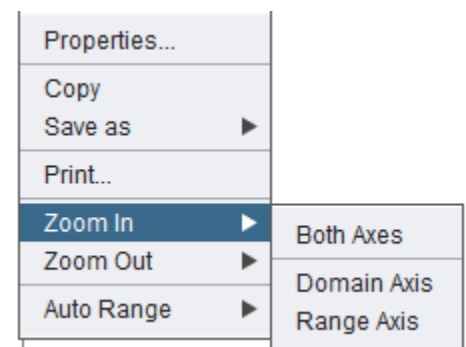 Properties...
Copy
Save as
Print...
Zoom In
Zoom Out
Auto Range
Both Axes
Domain Axis
Range Axis